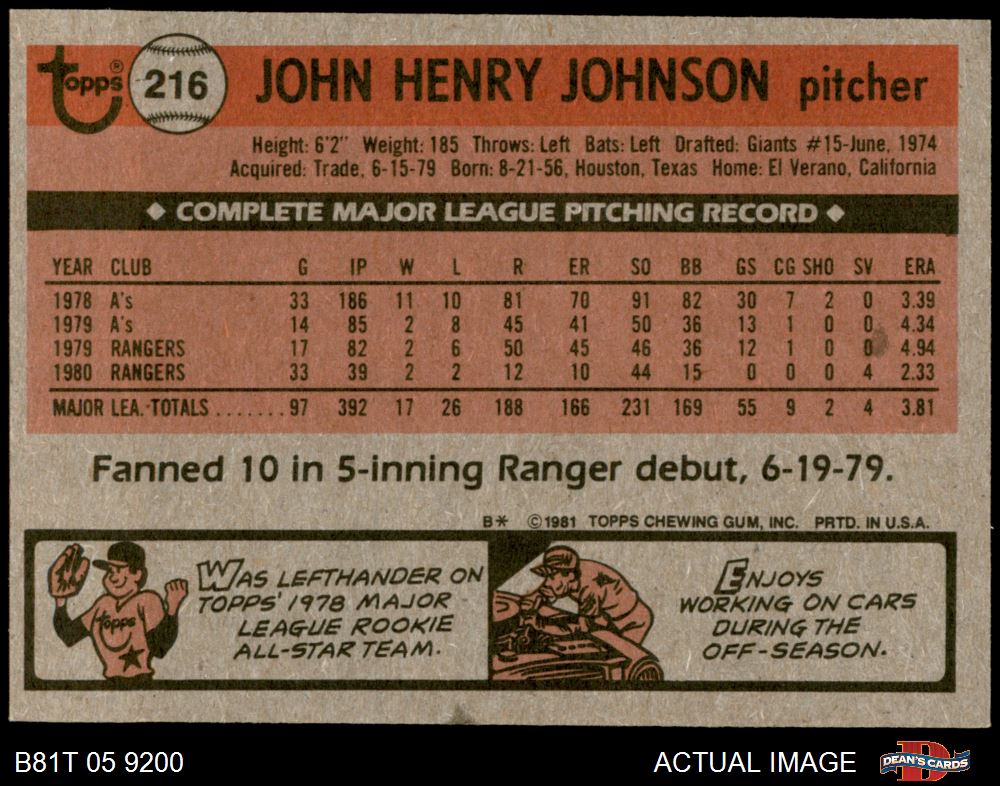 Topps® 216 JOHN HENRY JOHNSON pitcher
Height: 6'2" Weight: 185 Throws: Left Bats: Left Drafted: Giants #15-June, 1974
Acquired: Trade, 6-15-79 Born: 8-21-56, Houston, Texas Home: El Verano, California
◆ COMPLETE MAJOR LEAGUE PITCHING RECORD ◆
YEAR CLUB G IP W L R ER SO BB GS CG SHO SV ERA
1978 A's 33 186 11 10 81 70 91 82 30 7 2 0 3.39
1979 A's 14 85 2 8 45 41 50 36 13 1 0 0 4.34
1979 RANGERS 17 82 2 6 50 45 46 36 12 1 0 0 4.94
1980 RANGERS 33 39 2 2 12 10 44 15 0 0 0 4 2.33
MAJOR LEA. TOTALS ....... 97 392 17 26 188 166 231 169 55 9 2 4 3.81
Fanned 10 in 5-inning Ranger debut, 6-19-79.
B* ©1981 TOPPS CHEWING GUM, INC. PRTD. IN U.S.A.
Topps
WAS LEFTHANDER ON
TOPPS' 1978 MAJOR
LEAGUE ROOKIE
ALL-STAR TEAM.
ENJOYS
WORKING ON CARS
DURING THE
OFF-SEASON.
B81T 05 9200
ACTUAL IMAGE
DEAN'S CARDS